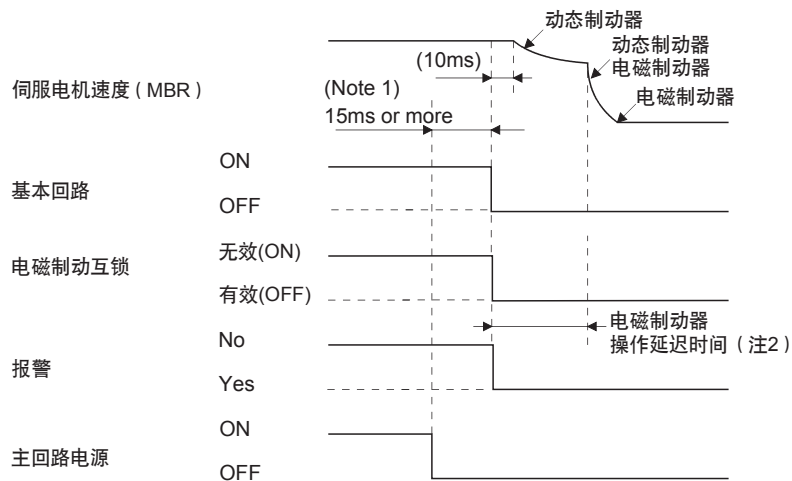 动态制动器
动态制动器
(10ms)
电磁制动器
伺服电机速度（MBR）
(Note 1)
电磁制动器
15ms or more
ON
基本回路
OFF
无效(ON)
电磁制动互锁
有效(OFF)
电磁制动器
No
操作延迟时间（注2）
报警
Yes
ON
主回路电源
OFF